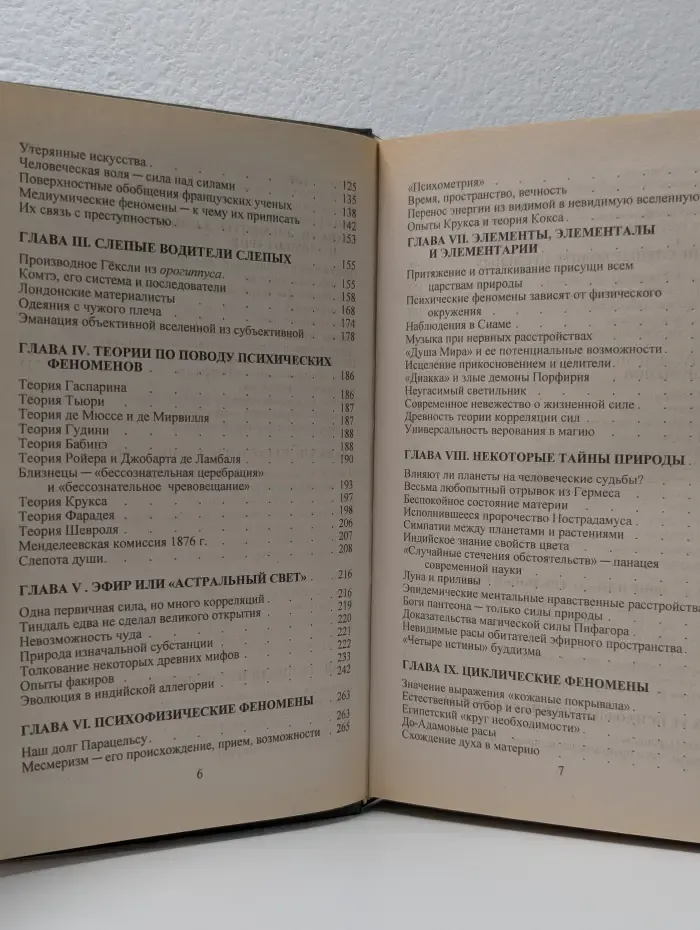 Утерянные искусства
Человеческая воля — сила над силами 125
Поверхностные обобщения французских ученых 135
Медиумические феномены — к чему их приписать 138
Их связь с преступностью 142
153
ГЛАВА III. СЛЕПЫЕ ВОДИТЕЛИ СЛЕПЫХ
Производное Гёксли из орогиппуса 155
Комтэ, его система и последователи 155
Лондонские материалисты 158
Одеяния с чужого плеча 168
Эманация объективной вселенной из субъективной 174
178
ГЛАВА IV. ТЕОРИИ ПО ПОВОДУ ПСИХИЧЕСКИХ
ФЕНОМЕНОВ 186
Теория Гаспарина 186
Теория Тьюри 187
Теория де Мюссе и де Мирвилля 187
Теория Гудини 188
Теория Бабинэ 188
Теория Ройера и Джобарта де Ламбаля 190
Близнецы — «бессознательная церебрация»
и «бессознательное чревовещание» 193
Теория Крукса 197
Теория Фарадея 198
Теория Шевроля 206
Менделеевская комиссия 1876 г. 207
Слепота души. 208
ГЛАВА V . ЭФИР ИЛИ «АСТРАЛЬНЫЙ СВЕТ» 216
Одна первичная сила, но много корреляций 216
Тиндаль едва не сделал великого открытия 219
Невозможность чуда 220
Природа изначальной субстанции 221
Толкование некоторых древних мифов 222
Опыты факиров 233
Эволюция в индийской аллегории 242
ГЛАВА VI. ПСИХОФИЗИЧЕСКИЕ ФЕНОМЕНЫ 263
Наш долг Парацельсу 263
Месмеризм — его происхождение, прием, возможности 265
6
«Психометрия»
Время, пространство, вечность
Перенос энергии из видимой в невидимую вселенную
Опыты Крукса и теория Кокса
ГЛАВА VII. ЭЛЕМЕНТЫ, ЭЛЕМЕНТАЛЫ
И ЭЛЕМЕНТАРИИ
Притяжение и отталкивание присущи всем
царствам природы
Психические феномены зависят от физического
окружения
Наблюдения в Сиаме
Музыка при нервных расстройствах
«Душа Мира» и ее потенциальные возможности
Исцеление прикосновением и целители
«Диакка» и злые демоны Порфирия
Неугасимый светильник
Современное невежество о жизненной силе
Древность теории корреляции сил
Универсальность верования в магию
ГЛАВА VIII. НЕКОТОРЫЕ ТАЙНЫ ПРИРОДЫ
Влияют ли планеты на человеческие судьбы?
Весьма любопытный отрывок из Гермеса
Беспокойное состояние материи
Исполнившееся пророчество Нострадамуса
Симпатии между планетами и растениями
Индийское знание свойств цвета
«Случайные стечения обстоятельств» — панацея
современной науки
Луна и приливы
Эпидемические ментальные нравственные расстройства
Боги пантеона — только силы природы
Доказательства магической силы Пифагора
Невидимые расы обитателей эфирного пространства
«Четыре истины» буддизма
ГЛАВА IX. ЦИКЛИЧЕСКИЕ ФЕНОМЕНЫ
Значение выражения «кожаные покрывала»
Естественный отбор и его результаты
Египетский «круг необходимости»
До-Адамовые расы
Схождение духа в материю
7